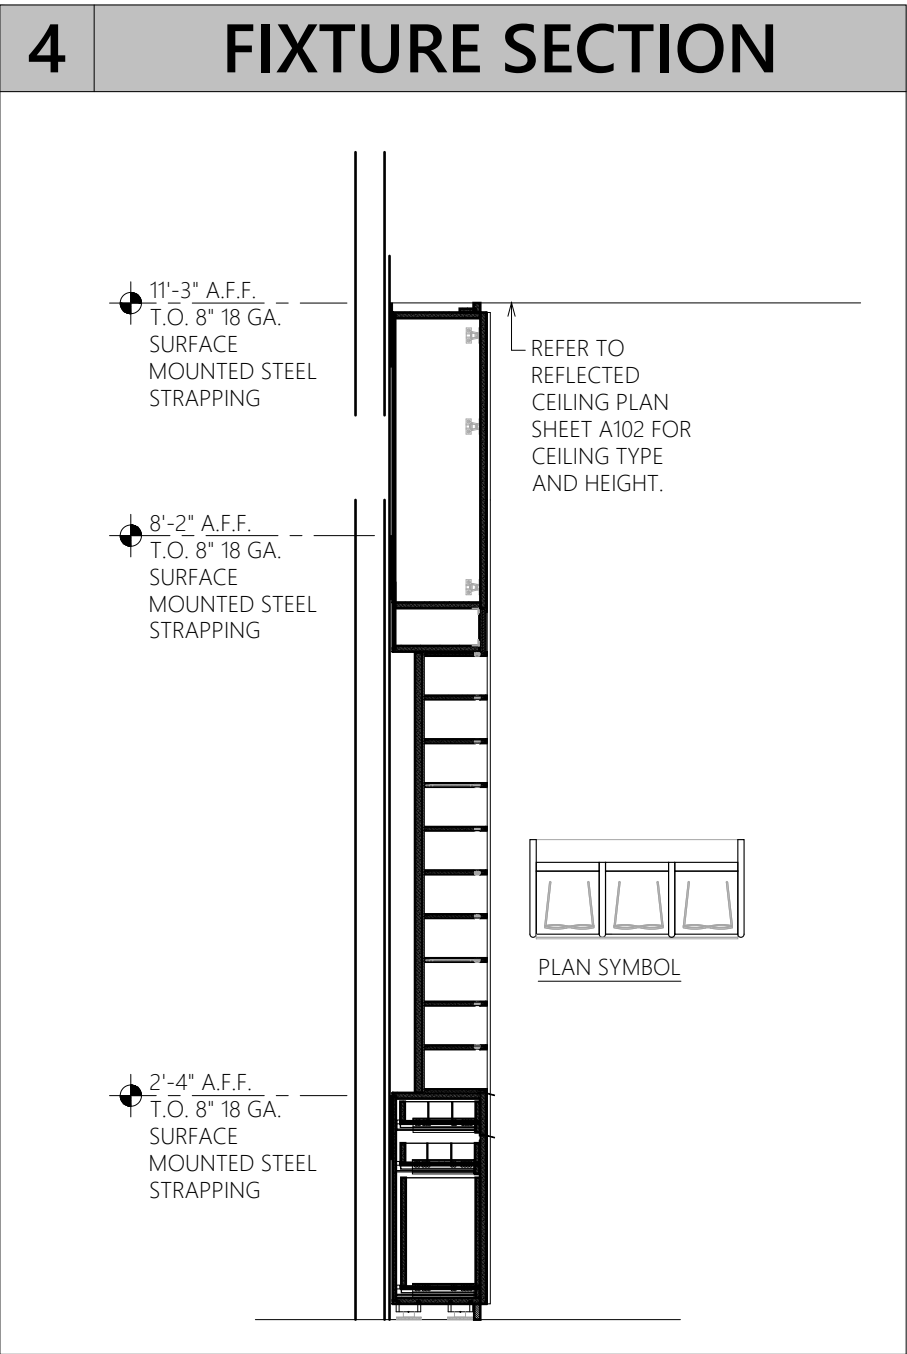 4 FIXTURE SECTION
11'-3" A.F.F.
T.O. 8" 18 GA.
SURFACE
MOUNTED STEEL
STRAPPING
REFER TO
REFLECTED
CEILING PLAN
SHEET A102 FOR
CEILING TYPE
AND HEIGHT.
8'-2" A.F.F.
T.O. 8" 18 GA.
SURFACE
MOUNTED STEEL
STRAPPING
PLAN SYMBOL
2'-4" A.F.F.
T.O. 8" 18 GA.
SURFACE
MOUNTED STEEL
STRAPPING